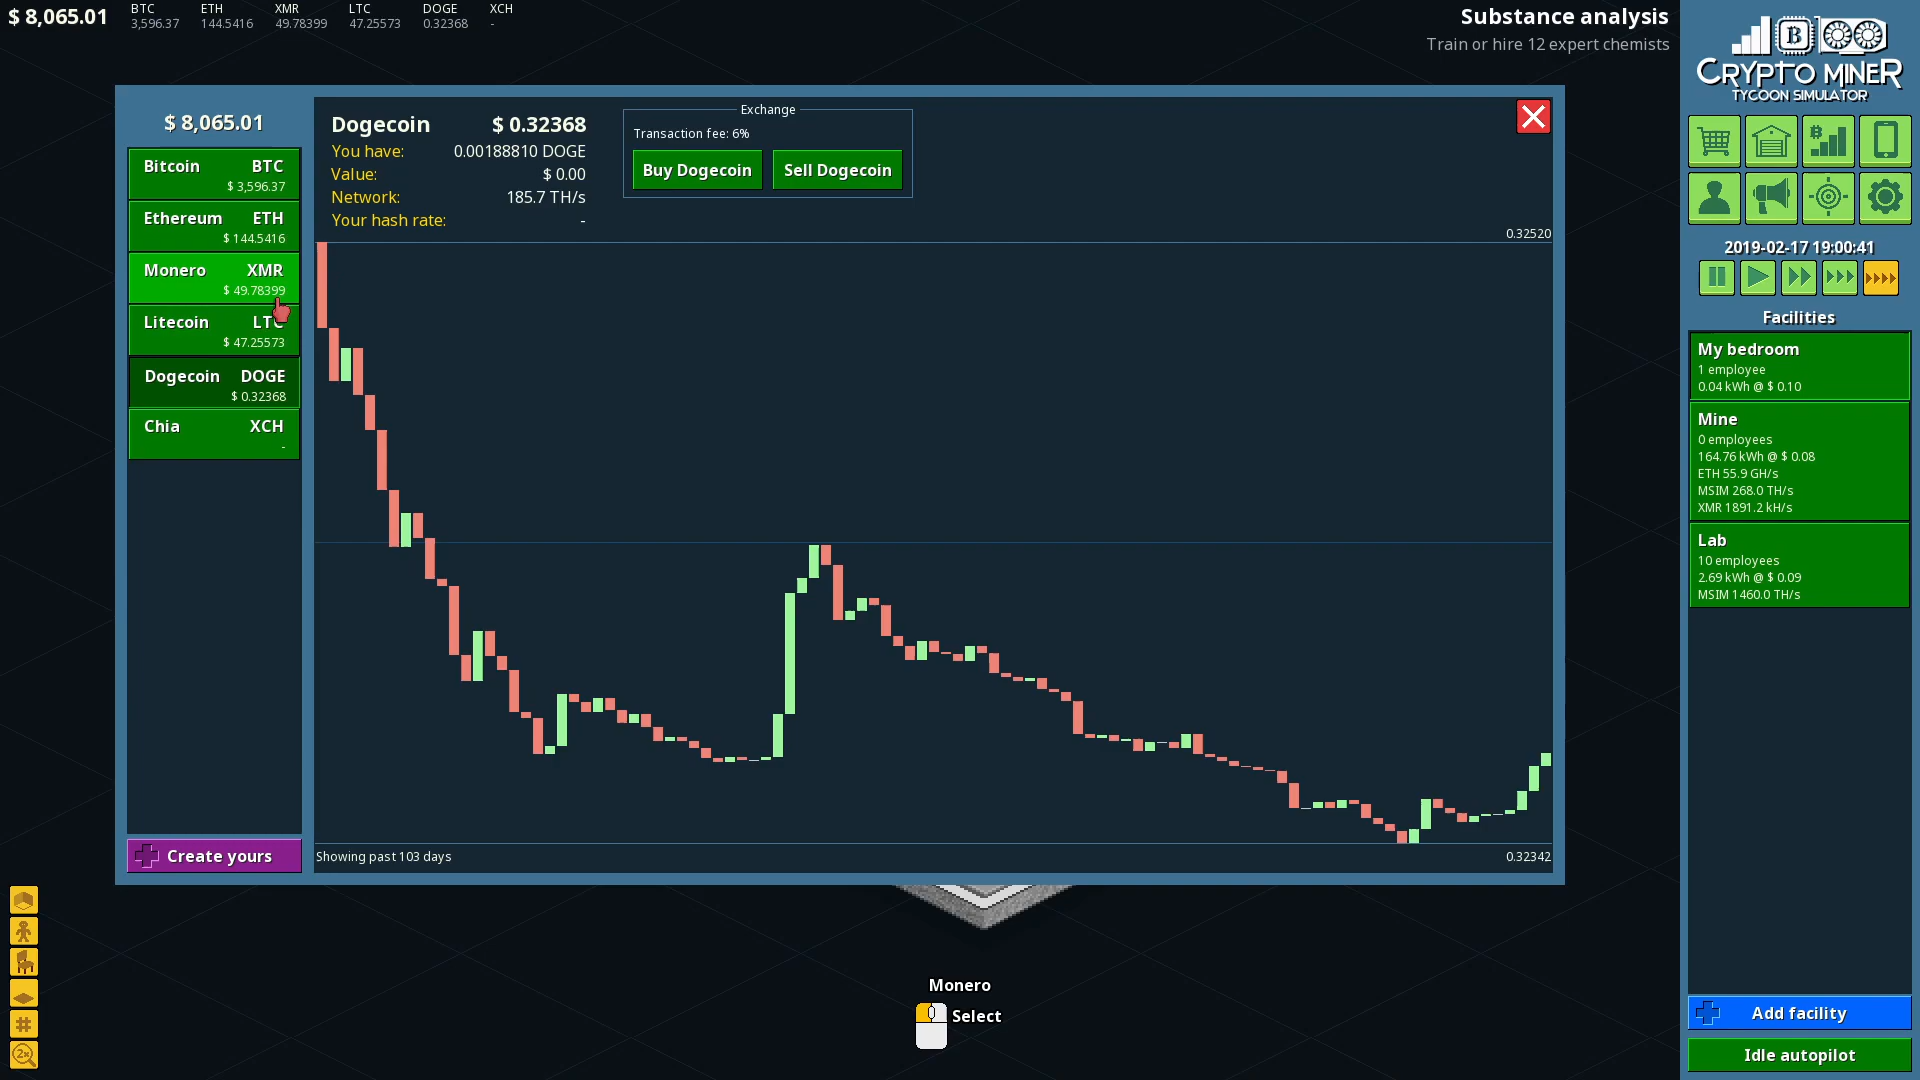 $ 8,065.01
BTC ETH XMR LTC DOGE XCH
3,596.37 144.5416 49.78399 47.25573 0.32368 -
Substance analysis
Train or hire 12 expert chemists
CRYPTO MINER
TYCOON SIMULATOR
$ 8,065.01
Bitcoin BTC
$ 3,596.37
Ethereum ETH
$ 144.5416
Monero XMR
$ 49.78399
Litecoin LTC
$ 47.25573
Dogecoin DOGE
$ 0.32368
Chia XCH
-
Create yours
Dogecoin $ 0.32368
You have: 0.00188810 DOGE
Value: $ 0.00
Network: 185.7 TH/s
Your hash rate: -
Exchange
Transaction fee: 6%
Buy Dogecoin Sell Dogecoin
0.32520
Showing past 103 days 0.32342
Monero
Select
2019-02-17 19:00:41
Facilities
My bedroom
1 employee
0.04 kWh @ $ 0.10
Mine
0 employees
164.76 kWh @ $ 0.08
ETH 55.9 GH/s
MSIM 268.0 TH/s
XMR 1891.2 kH/s
Lab
10 employees
2.69 kWh @ $ 0.09
MSIM 1460.0 TH/s
Add facility
Idle autopilot
2x